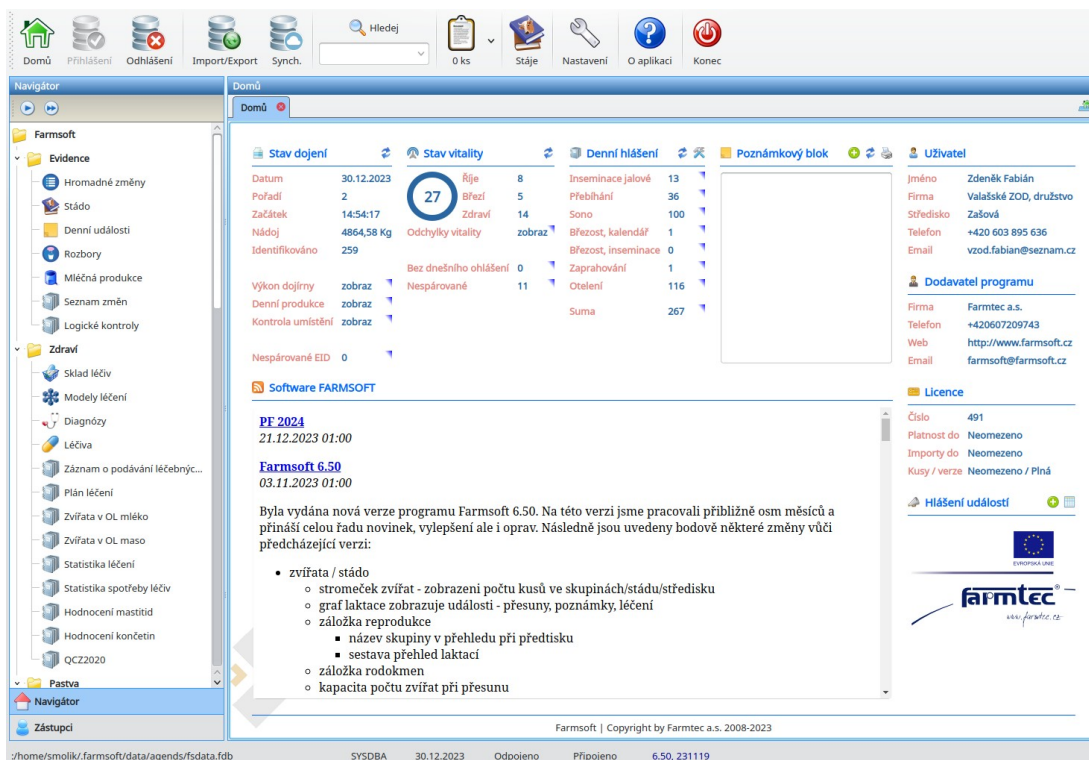 Domů Přihlášení Odhlášení Import/Export Synch. Hledej 0 ks Stáje Nastavení O aplikaci Konec
Navigátor
Farmsoft
Evidence
Hromadné změny
Stádo
Denní události
Rozbory
Mléčná produkce
Seznam změn
Logické kontroly
Zdraví
Sklad léčiv
Modely léčení
Diagnózy
Léčiva
Záznam o podávání léčebnýc...
Plán léčení
Zvířata v OL mléko
Zvířata v OL maso
Statistika léčení
Statistika spotřeby léčiv
Hodnocení mastitid
Hodnocení končetin
QCZ2020
Pastva
Navigátor
Zástupci
Domů
Domů
Stav dojení
Datum 30.12.2023
Pořadí 2
Začátek 14:54:17
Nádoj 4864,58 Kg
Identifikováno 259
Výkon dojírny zobraz
Denní produkce zobraz
Kontrola umístění zobraz
Nespárované EID 0
Stav vitality
27
Říje 8
Březí 5
Zdraví 14
Odchylky vitality zobraz
Bez dnešního ohlášení 0
Nespárované 11
Denní hlášení
Inseminace jalové 13
Přebíhání 36
Sono 100
Březost, kalendář 1
Březost, inseminace 0
Zaprahování 1
Otelení 116
Suma 267
Poznámkový blok
Uživatel
Jméno Zdeněk Fabián
Firma Valašské ZOD, družstvo
Středisko Zašová
Telefon +420 603 895 636
Email vzod.fabian@seznam.cz
Dodavatel programu
Firma Farmtec a.s.
Telefon +420607209743
Web http://www.farmsoft.cz
Email farmsoft@farmsoft.cz
Licence
Číslo 491
Platnost do Neomezeno
Importy do Neomezeno
Kusy / verze Neomezeno / Plná
Hlášení událostí
EVROPSKÁ UNIE
farmtec®
www.farmtec.cz
Software FARMSOFT
PF 2024
21.12.2023 01:00
Farmsoft 6.50
03.11.2023 01:00
Byla vydána nová verze programu Farmsoft 6.50. Na této verzi jsme pracovali přibližně osm měsíců a
přináší celou řadu novinek, vylepšení ale i oprav. Následně jsou uvedeny bodově některé změny vůči
předcházející verzi:
zvířata / stádo
stromeček zvířat - zobrazeni počtu kusů ve skupinách/stádu/středisku
graf laktace zobrazuje události - přesuny, poznámky, léčení
záložka reprodukce
název skupiny v přehledu při předtisku
sestava přehled laktací
záložka rodokmen
kapacita počtu zvířat při přesunu
Farmsoft | Copyright by Farmtec a.s. 2008-2023
:/home/smolik/.farmsoft/data/agends/fsdata.fdb SYSDBA 30.12.2023 Odpojeno Připojeno 6.50, 231119